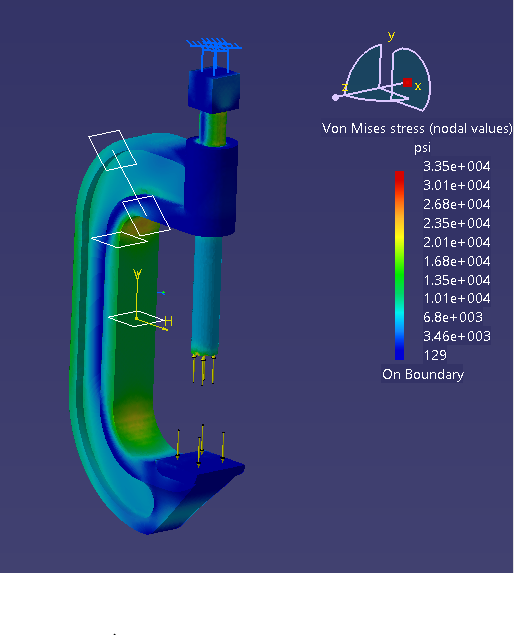 y
z
x
Von Mises stress (nodal values)
psi
3.35e+004
3.01e+004
2.68e+004
2.35e+004
2.01e+004
1.68e+004
1.35e+004
1.01e+004
6.8e+003
3.46e+003
129
On Boundary
V
H